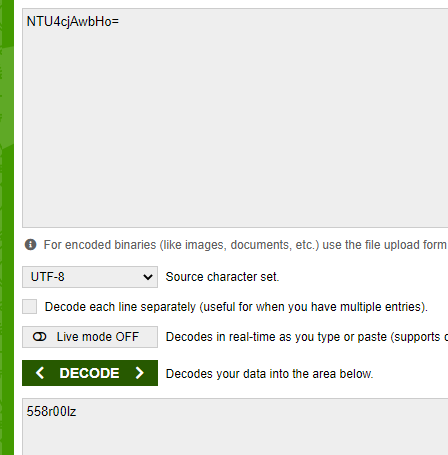 NTU4cjAwbHo=
For encoded binaries (like images, documents, etc.) use the file upload form
UTF-8
Source character set.
Decode each line separately (useful for when you have multiple entries).
Live mode OFF
Decodes in real-time as you type or paste (supports
DECODE
Decodes your data into the area below.
558r00lz